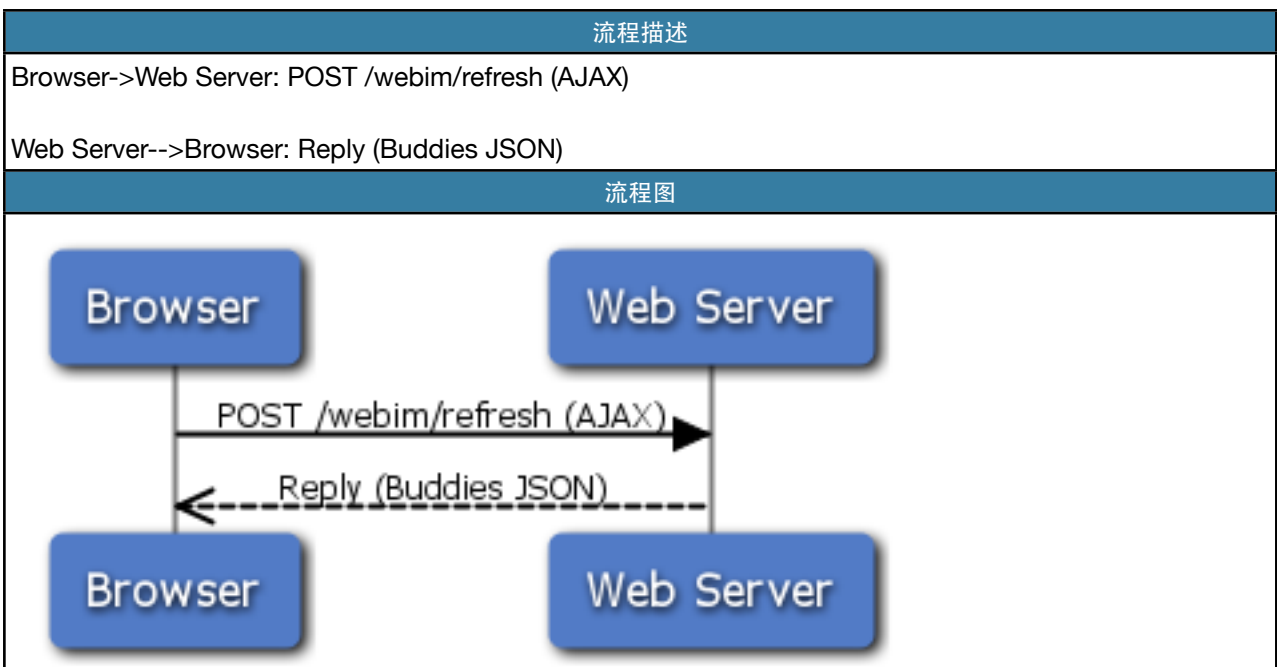 流程描述
Browser->Web Server: POST /webim/refresh (AJAX)
Web Server-->Browser: Reply (Buddies JSON)
流程图
Browser
Web Server
POST /webim/refresh (AJAX)
Reply (Buddies JSON)
Browser
Web Server